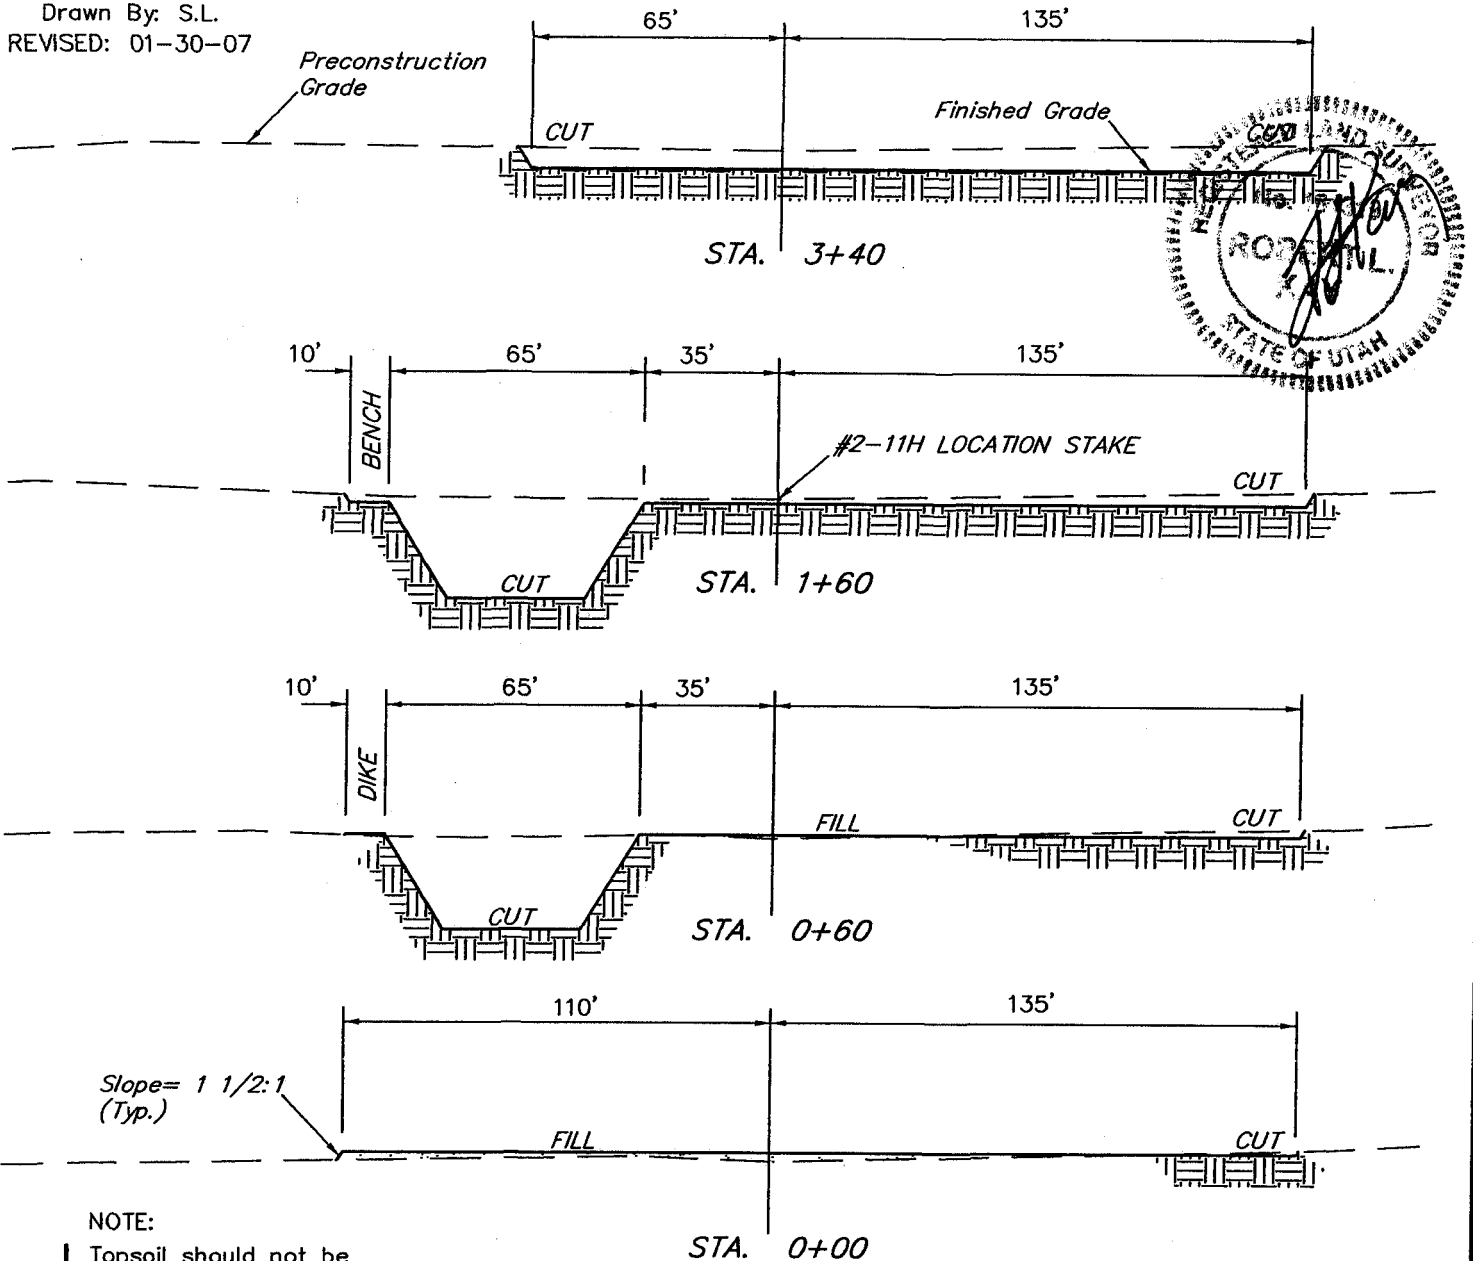 Drawn By: S.L.
REVISED: 01-30-07
65'
135'
Preconstruction
Grade
Finished Grade
CUT
REGISTERED LAND SURVEYOR
STATE OF UTAH
STA. 3+40
10'
65'
35'
135'
BENCH
#2-11H LOCATION STAKE
CUT
CUT
STA. 1+60
10'
65'
35'
135'
DIKE
FILL
CUT
CUT
STA. 0+60
110'
135'
Slope= 1 1/2:1
(Typ.)
FILL
CUT
STA. 0+00
NOTE:
Topsoil should not be